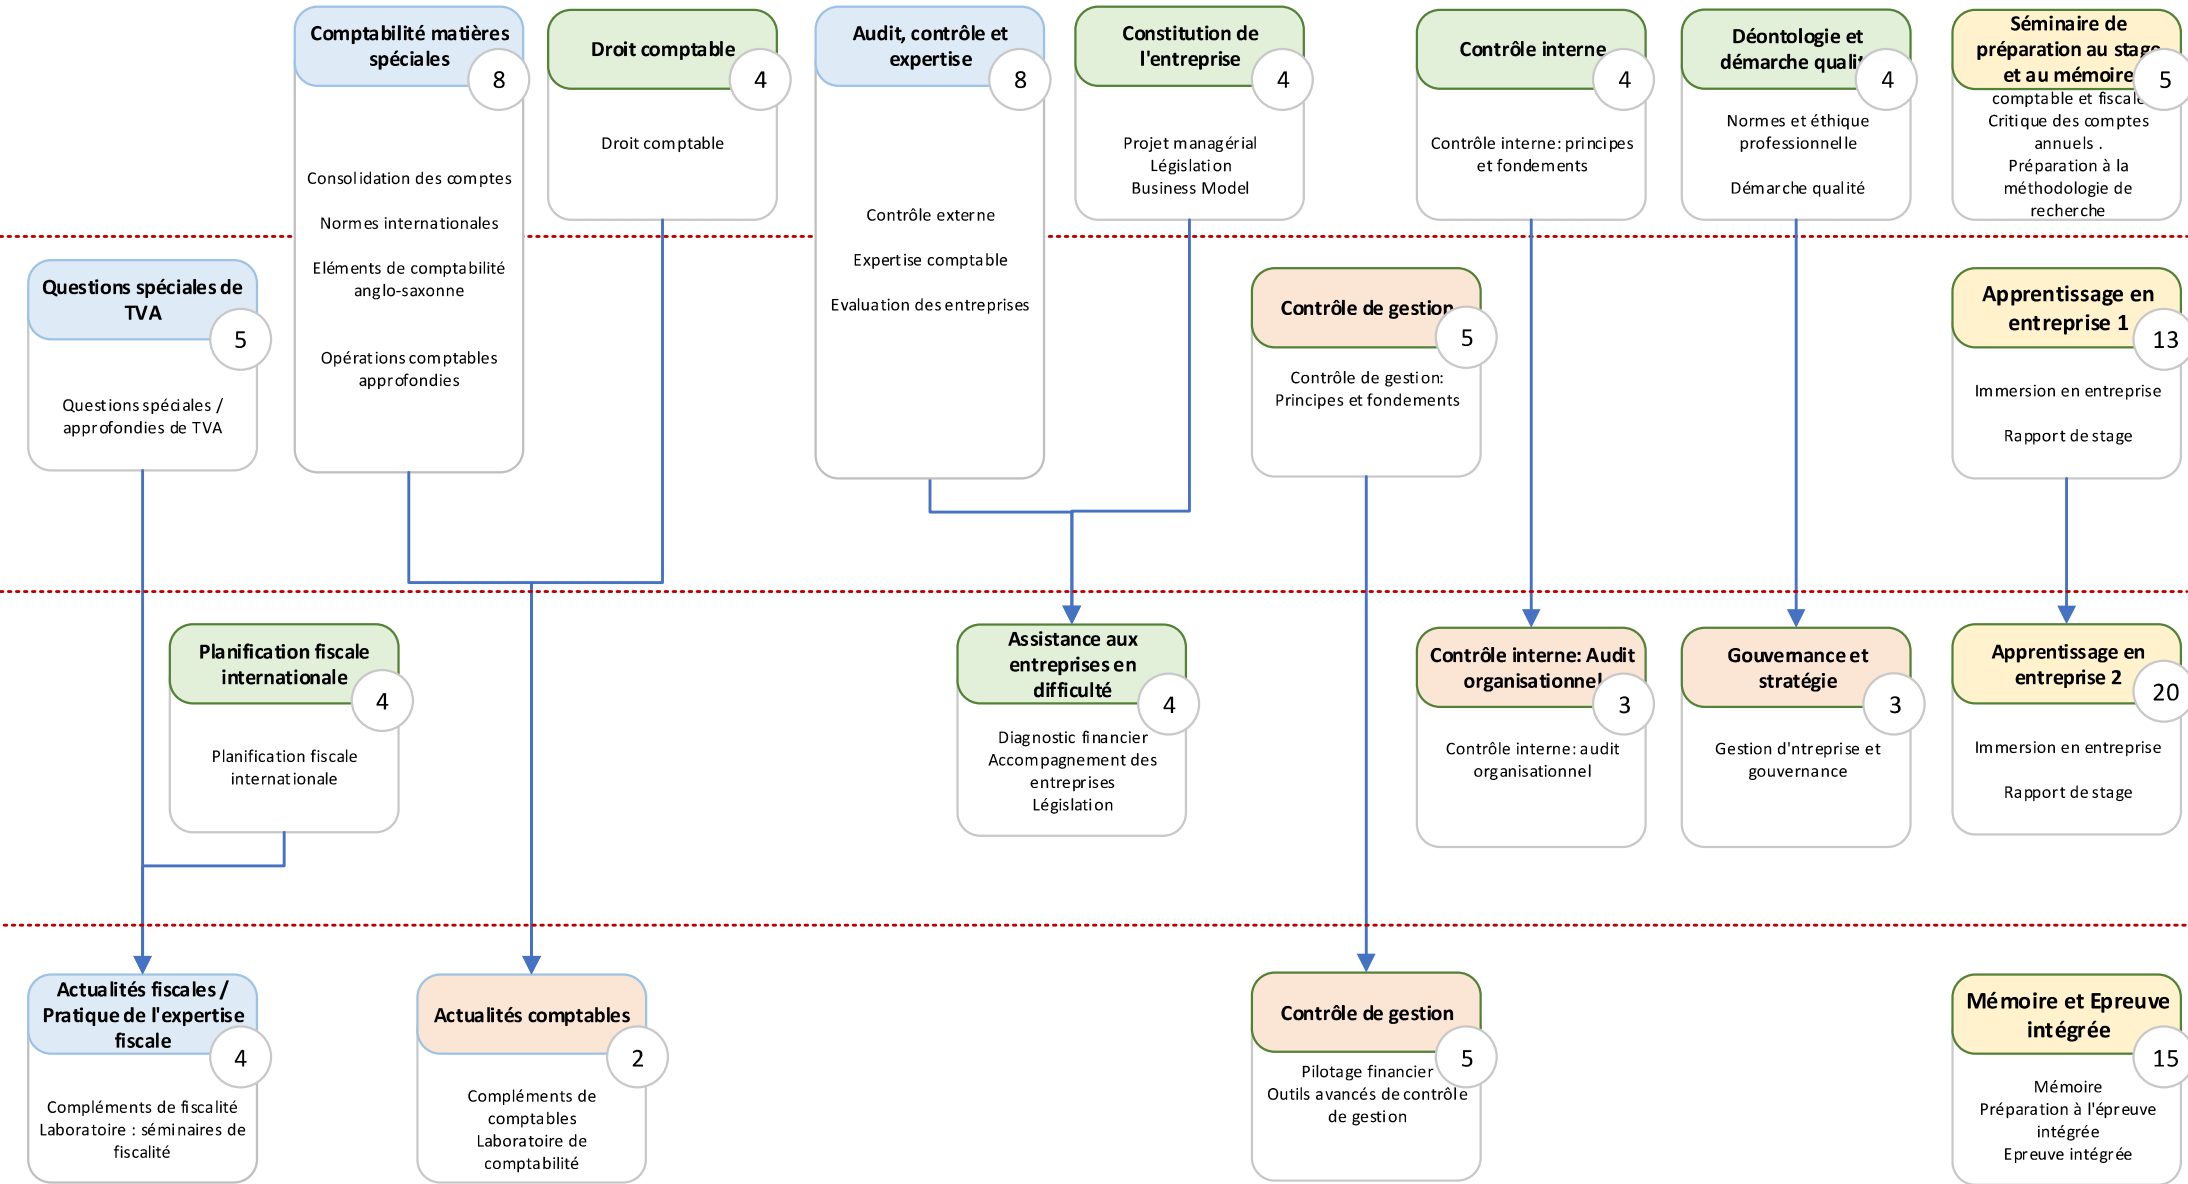 Comptabilité matières
spéciales
8
Consolidation des comptes
Normes internationales
Eléments de comptabilité
anglo-saxonne
Opérations comptables
approfondies
Droit comptable
4
Droit comptable
Audit, contrôle et
expertise
8
Contrôle externe
Expertise comptable
Evaluation des entreprises
Constitution de
l'entreprise
4
Projet managérial
Législation
Business Model
Contrôle interne
4
Contrôle interne: principes
et fondements
Déontologie et
démarche qualit
4
Normes et éthique
professionnelle
Démarche qualité
Séminaire de
préparation au stage
et au mémoire
5
comptable et fiscale
Critique des comptes
annuels .
Préparation à la
méthodologie de
recherche
Questions spéciales de
TVA
5
Questions spéciales /
approfondies de TVA
Contrôle de gestion
5
Contrôle de gestion:
Principes et fondements
Apprentissage en
entreprise 1
13
Immersion en entreprise
Rapport de stage
Planification fiscale
internationale
4
Planification fiscale
internationale
Assistance aux
entreprises en
difficulté
4
Diagnostic financier
Accompagnement des
entreprises
Législation
Contrôle interne: Audit
organisationnel
3
Contrôle interne: audit
organisationnel
Gouvernance et
stratégie
3
Gestion d'ntreprise et
gouvernance
Apprentissage en
entreprise 2
20
Immersion en entreprise
Rapport de stage
Actualités fiscales /
Pratique de l'expertise
fiscale
4
Compléments de fiscalité
Laboratoire : séminaires de
fiscalité
Actualités comptables
2
Compléments de
comptables
Laboratoire de
comptabilité
Contrôle de gestion
5
Pilotage financier
Outils avancés de contrôle
de gestion
Mémoire et Epreuve
intégrée
15
Mémoire
Préparation à l'épreuve
intégrée
Epreuve intégrée